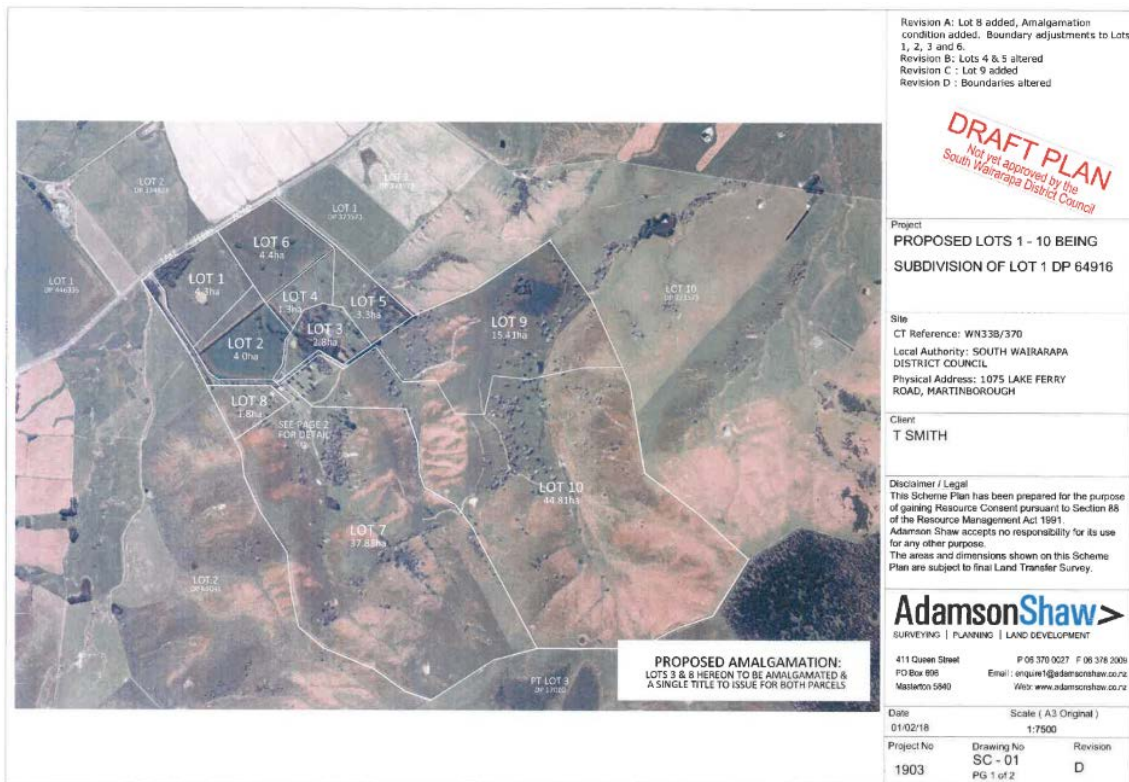 Revision A: Lot 8 added, Amalgamation
condition added. Boundary adjustments to Lots
1, 2, 3 and 6.
Revision B: Lots 4 & 5 altered
Revision C : Lot 9 added
Revision D : Boundaries altered
DRAFT PLAN
Not yet approved by the
South Wairarapa District Council
Project
PROPOSED LOTS 1 - 10 BEING
SUBDIVISION OF LOT 1 DP 64916
Site
CT Reference: WN33B/370
Local Authority: SOUTH WAIRARAPA
DISTRICT COUNCIL
Physical Address: 1075 LAKE FERRY
ROAD, MARTINBOROUGH
Client
T SMITH
Disclaimer / Legal
This Scheme Plan has been prepared for the purpose
of gaining Resource Consent pursuant to Section 88
of the Resource Management Act 1991.
Adamson Shaw accepts no responsibility for its use
for any other purpose.
The areas and dimensions shown on this Scheme
Plan are subject to final Land Transfer Survey.
AdamsonShaw>
SURVEYING | PLANNING | LAND DEVELOPMENT
411 Queen Street
PO Box 696
Masterton 5840
P 06 370 0027 F 06 378 2009
Email : enquire1@adamsonshaw.co.nz
Web: www.adamsonshaw.co.nz
Date
01/02/18
Scale ( A3 Original )
1:7500
Project No
1903
Drawing No
SC - 01
PG 1 of 2
Revision
D
LOT 2
LOT 1
LOT 1
LOT 6
4.4ha
LOT 1
4.3ha
LOT 4
1.3ha
LOT 5
3.3ha
LOT 3
2.8ha
LOT 2
4.0ha
LOT 9
15.41ha
LOT 10
LOT 8
1.8ha
SEE PAGE 2
FOR DETAIL
LOT 10
44.81ha
LOT 7
37.83ha
LOT 2
PT LOT 3
PROPOSED AMALGAMATION:
LOTS 3 & 8 HEREON TO BE AMALGAMATED &
A SINGLE TITLE TO ISSUE FOR BOTH PARCELS